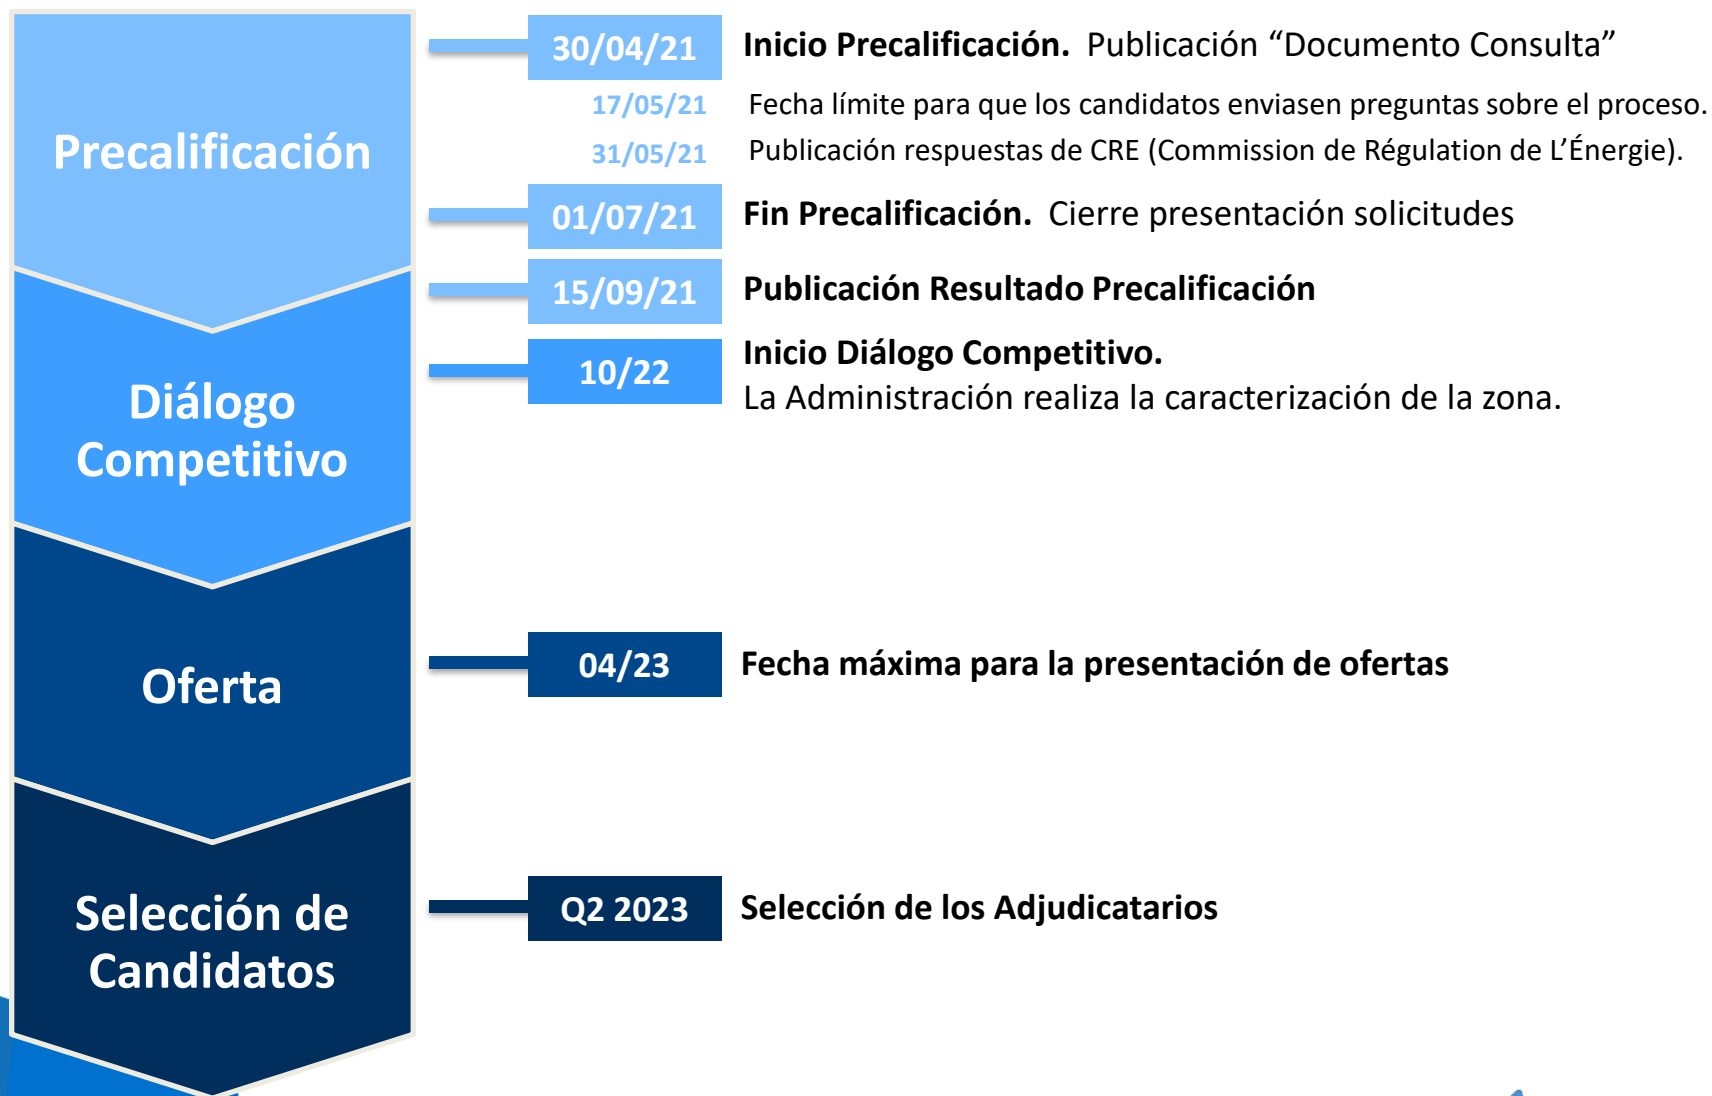 Precalificación
30/04/21 Inicio Precalificación. Publicación “Documento Consulta”
17/05/21 Fecha límite para que los candidatos enviasen preguntas sobre el proceso.
31/05/21 Publicación respuestas de CRE (Commission de Régulation de L’Énergie).
01/07/21 Fin Precalificación. Cierre presentación solicitudes
15/09/21 Publicación Resultado Precalificación
Diálogo
Competitivo
10/22 Inicio Diálogo Competitivo.
La Administración realiza la caracterización de la zona.
Oferta
04/23 Fecha máxima para la presentación de ofertas
Selección de
Candidatos
Q2 2023 Selección de los Adjudicatarios